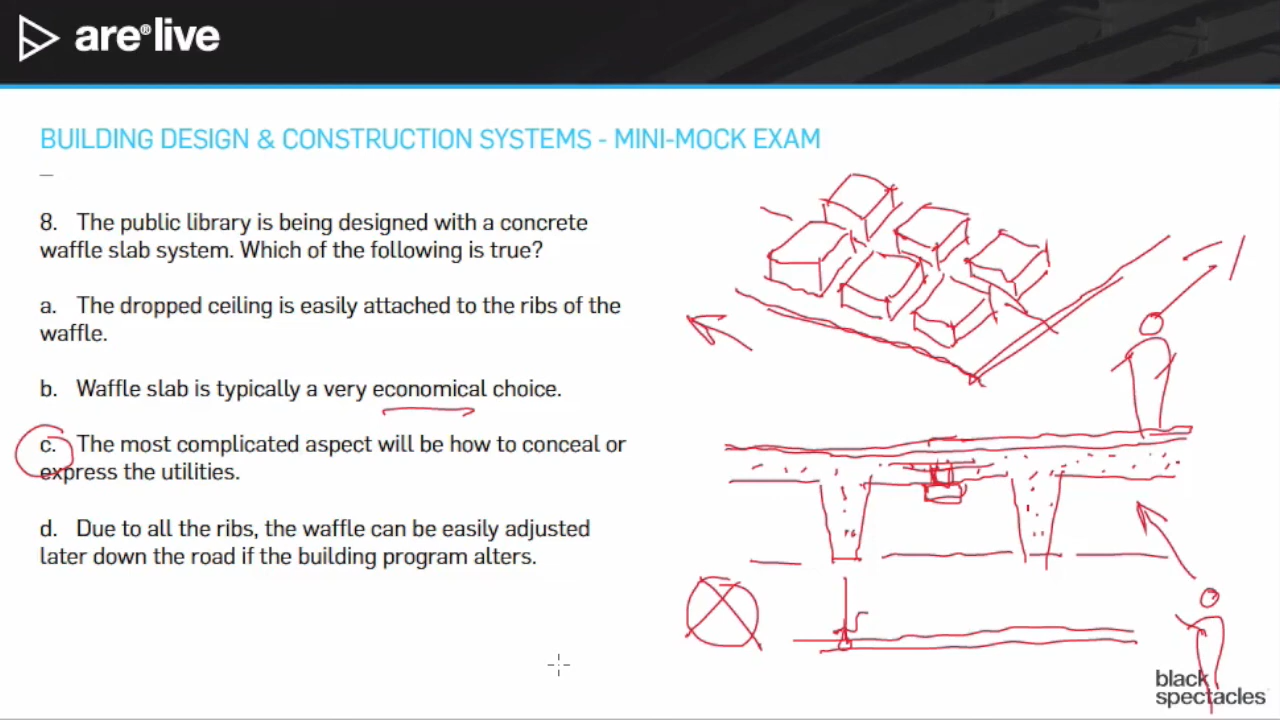 are®live
BUILDING DESIGN & CONSTRUCTION SYSTEMS - MINI-MOCK EXAM
8. The public library is being designed with a concrete
waffle slab system. Which of the following is true?
a. The dropped ceiling is easily attached to the ribs of the
waffle.
b. Waffle slab is typically a very economical choice.
c. The most complicated aspect will be how to conceal or
express the utilities.
d. Due to all the ribs, the waffle can be easily adjusted
later down the road if the building program alters.
black
spectacles